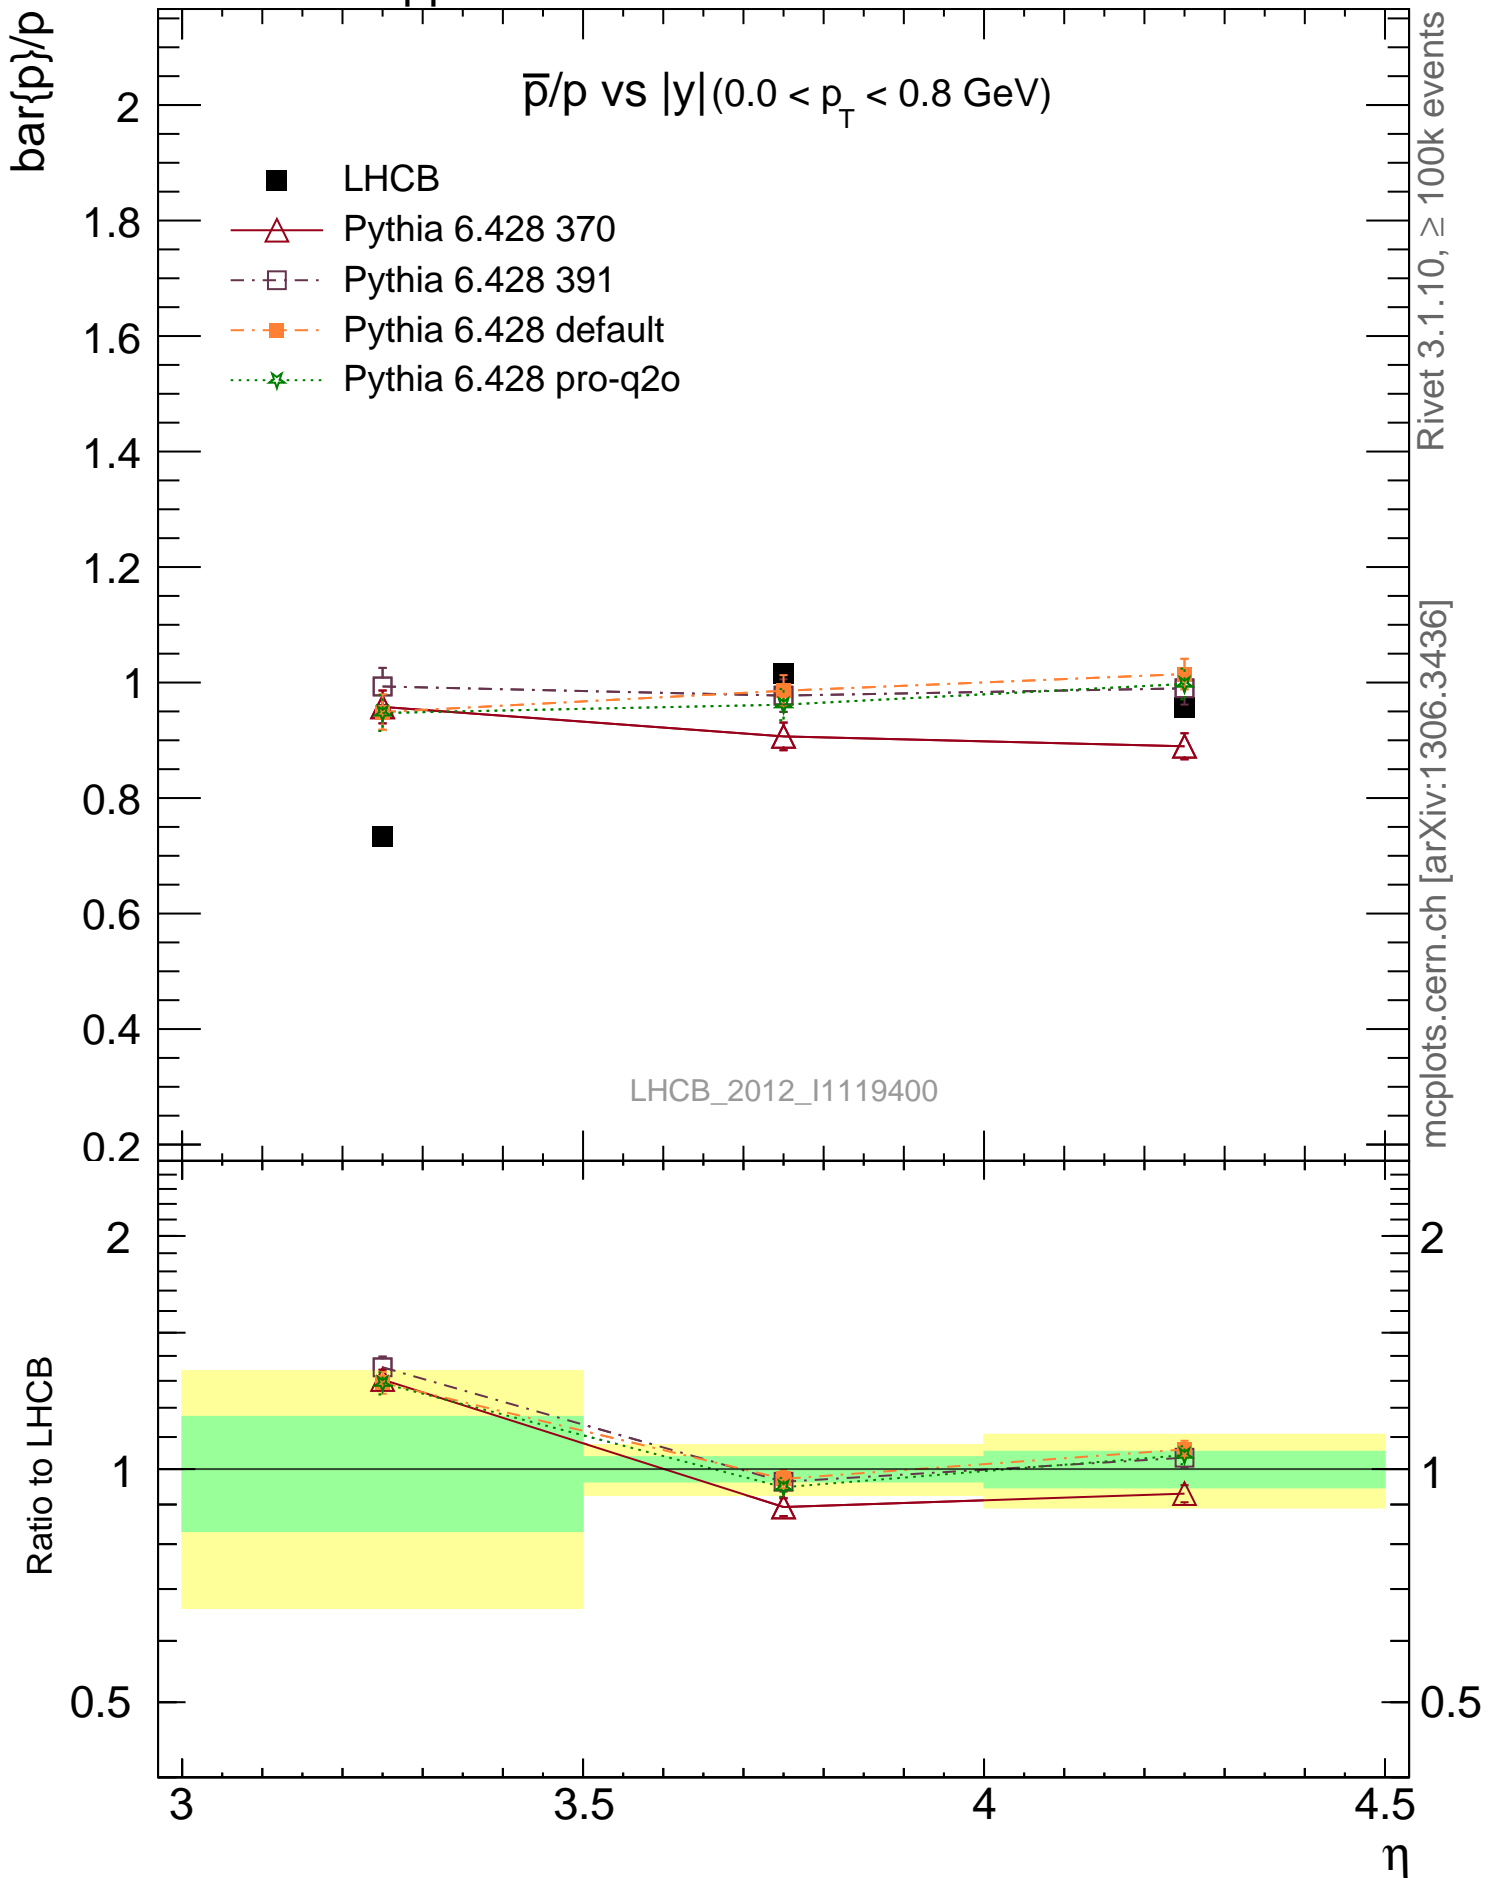 bar{p}/p
p̅/p vs |y| (0.0 < p_T < 0.8 GeV)
LHCB
Pythia 6.428 370
Pythia 6.428 391
Pythia 6.428 default
Pythia 6.428 pro-q2o
2
1.8
1.6
1.4
1.2
1
0.8
0.6
0.4
0.2
LHCB_2012_I1119400
Rivet 3.1.10, ≥ 100k events
mcplots.cern.ch [arXiv:1306.3436]
Ratio to LHCB
2
1
0.5
2
1
0.5
3
3.5
4
4.5
η